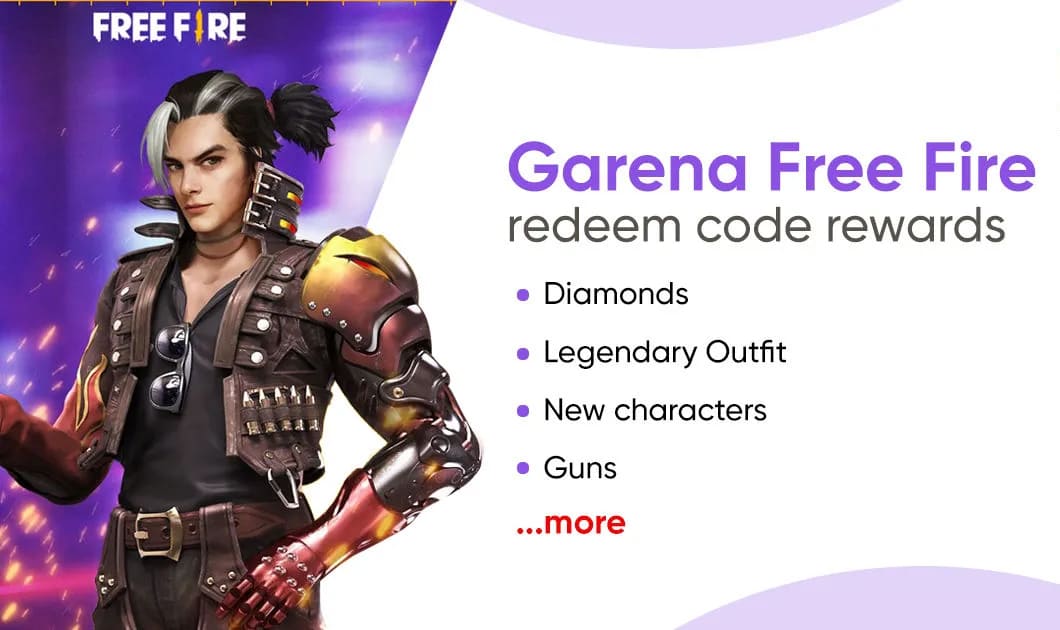 FREE FIRE
Garena Free Fire
redeem code rewards
• Diamonds
• Legendary Outfit
• New characters
• Guns
...more